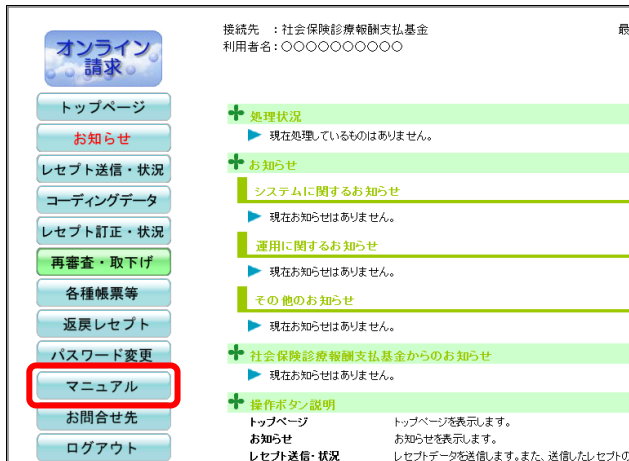 オンライン
請求
トップページ
お知らせ
レセプト送信・状況
コーディングデータ
レセプト訂正・状況
再審査・取下げ
各種帳票等
返戻レセプト
パスワード変更
マニュアル
お問合せ先
ログアウト
接続先 ：社会保険診療報酬支払基金
最
利用者名：○○○○○○○○○○
処理状況
現在処理しているものはありません。
お知らせ
システムに関するお知らせ
現在お知らせはありません。
運用に関するお知らせ
現在お知らせはありません。
その他のお知らせ
現在お知らせはありません。
社会保険診療報酬支払基金からのお知らせ
現在お知らせはありません。
操作ボタン説明
トップページ トップページを表示します。
お知らせ お知らせを表示します。
レセプト送信・状況 レセプトデータを送信します。また、送信したレセプトの